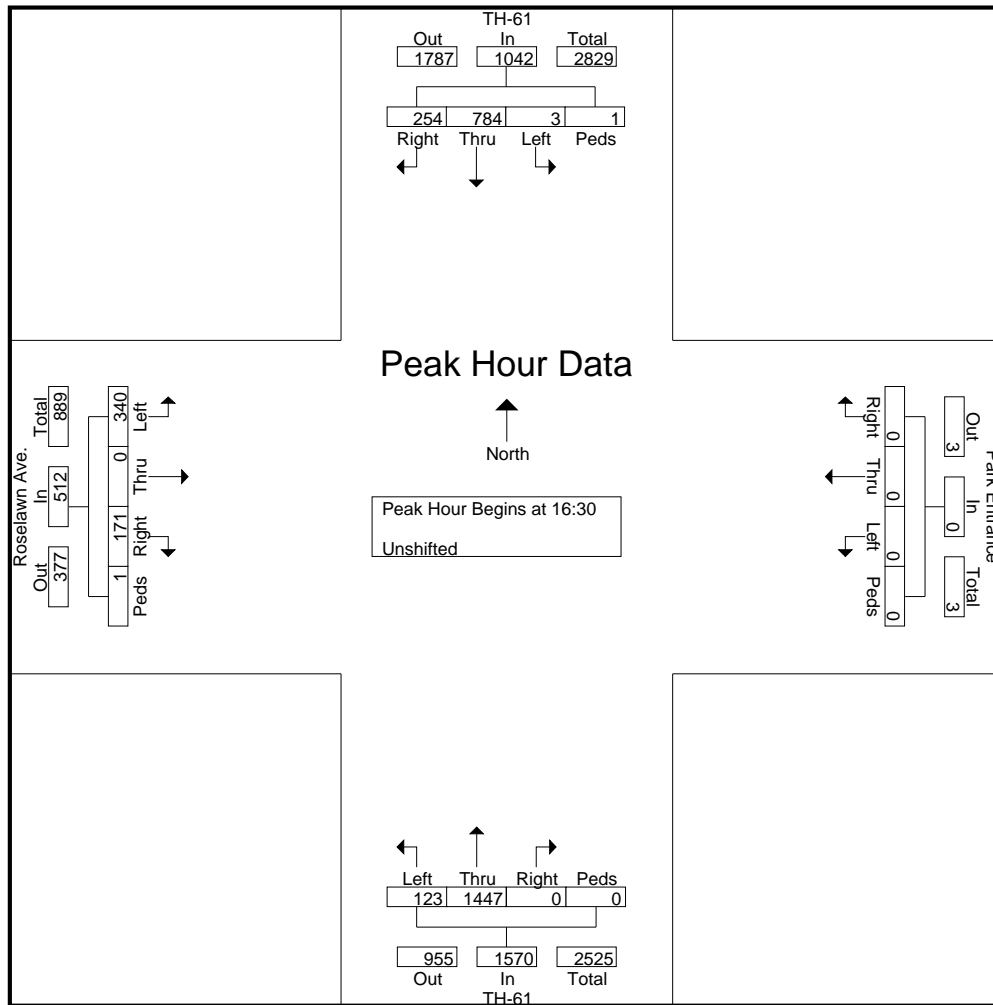 TH-61
Out In Total
1787 1042 2829
254 784 3 1
Right Thru Left Peds
Peak Hour Data
North
Peak Hour Begins at 16:30
Unshifted
Roselawn Ave.
Out In Total
377 512 889
340 0 171 1
Left Thru Right Peds
Park Entrance
Out In Total
3 0 3
0 0 0 0
Right Thru Left Peds
Left Thru Right Peds
123 1447 0 0
955 1570 2525
Out In Total
TH-61